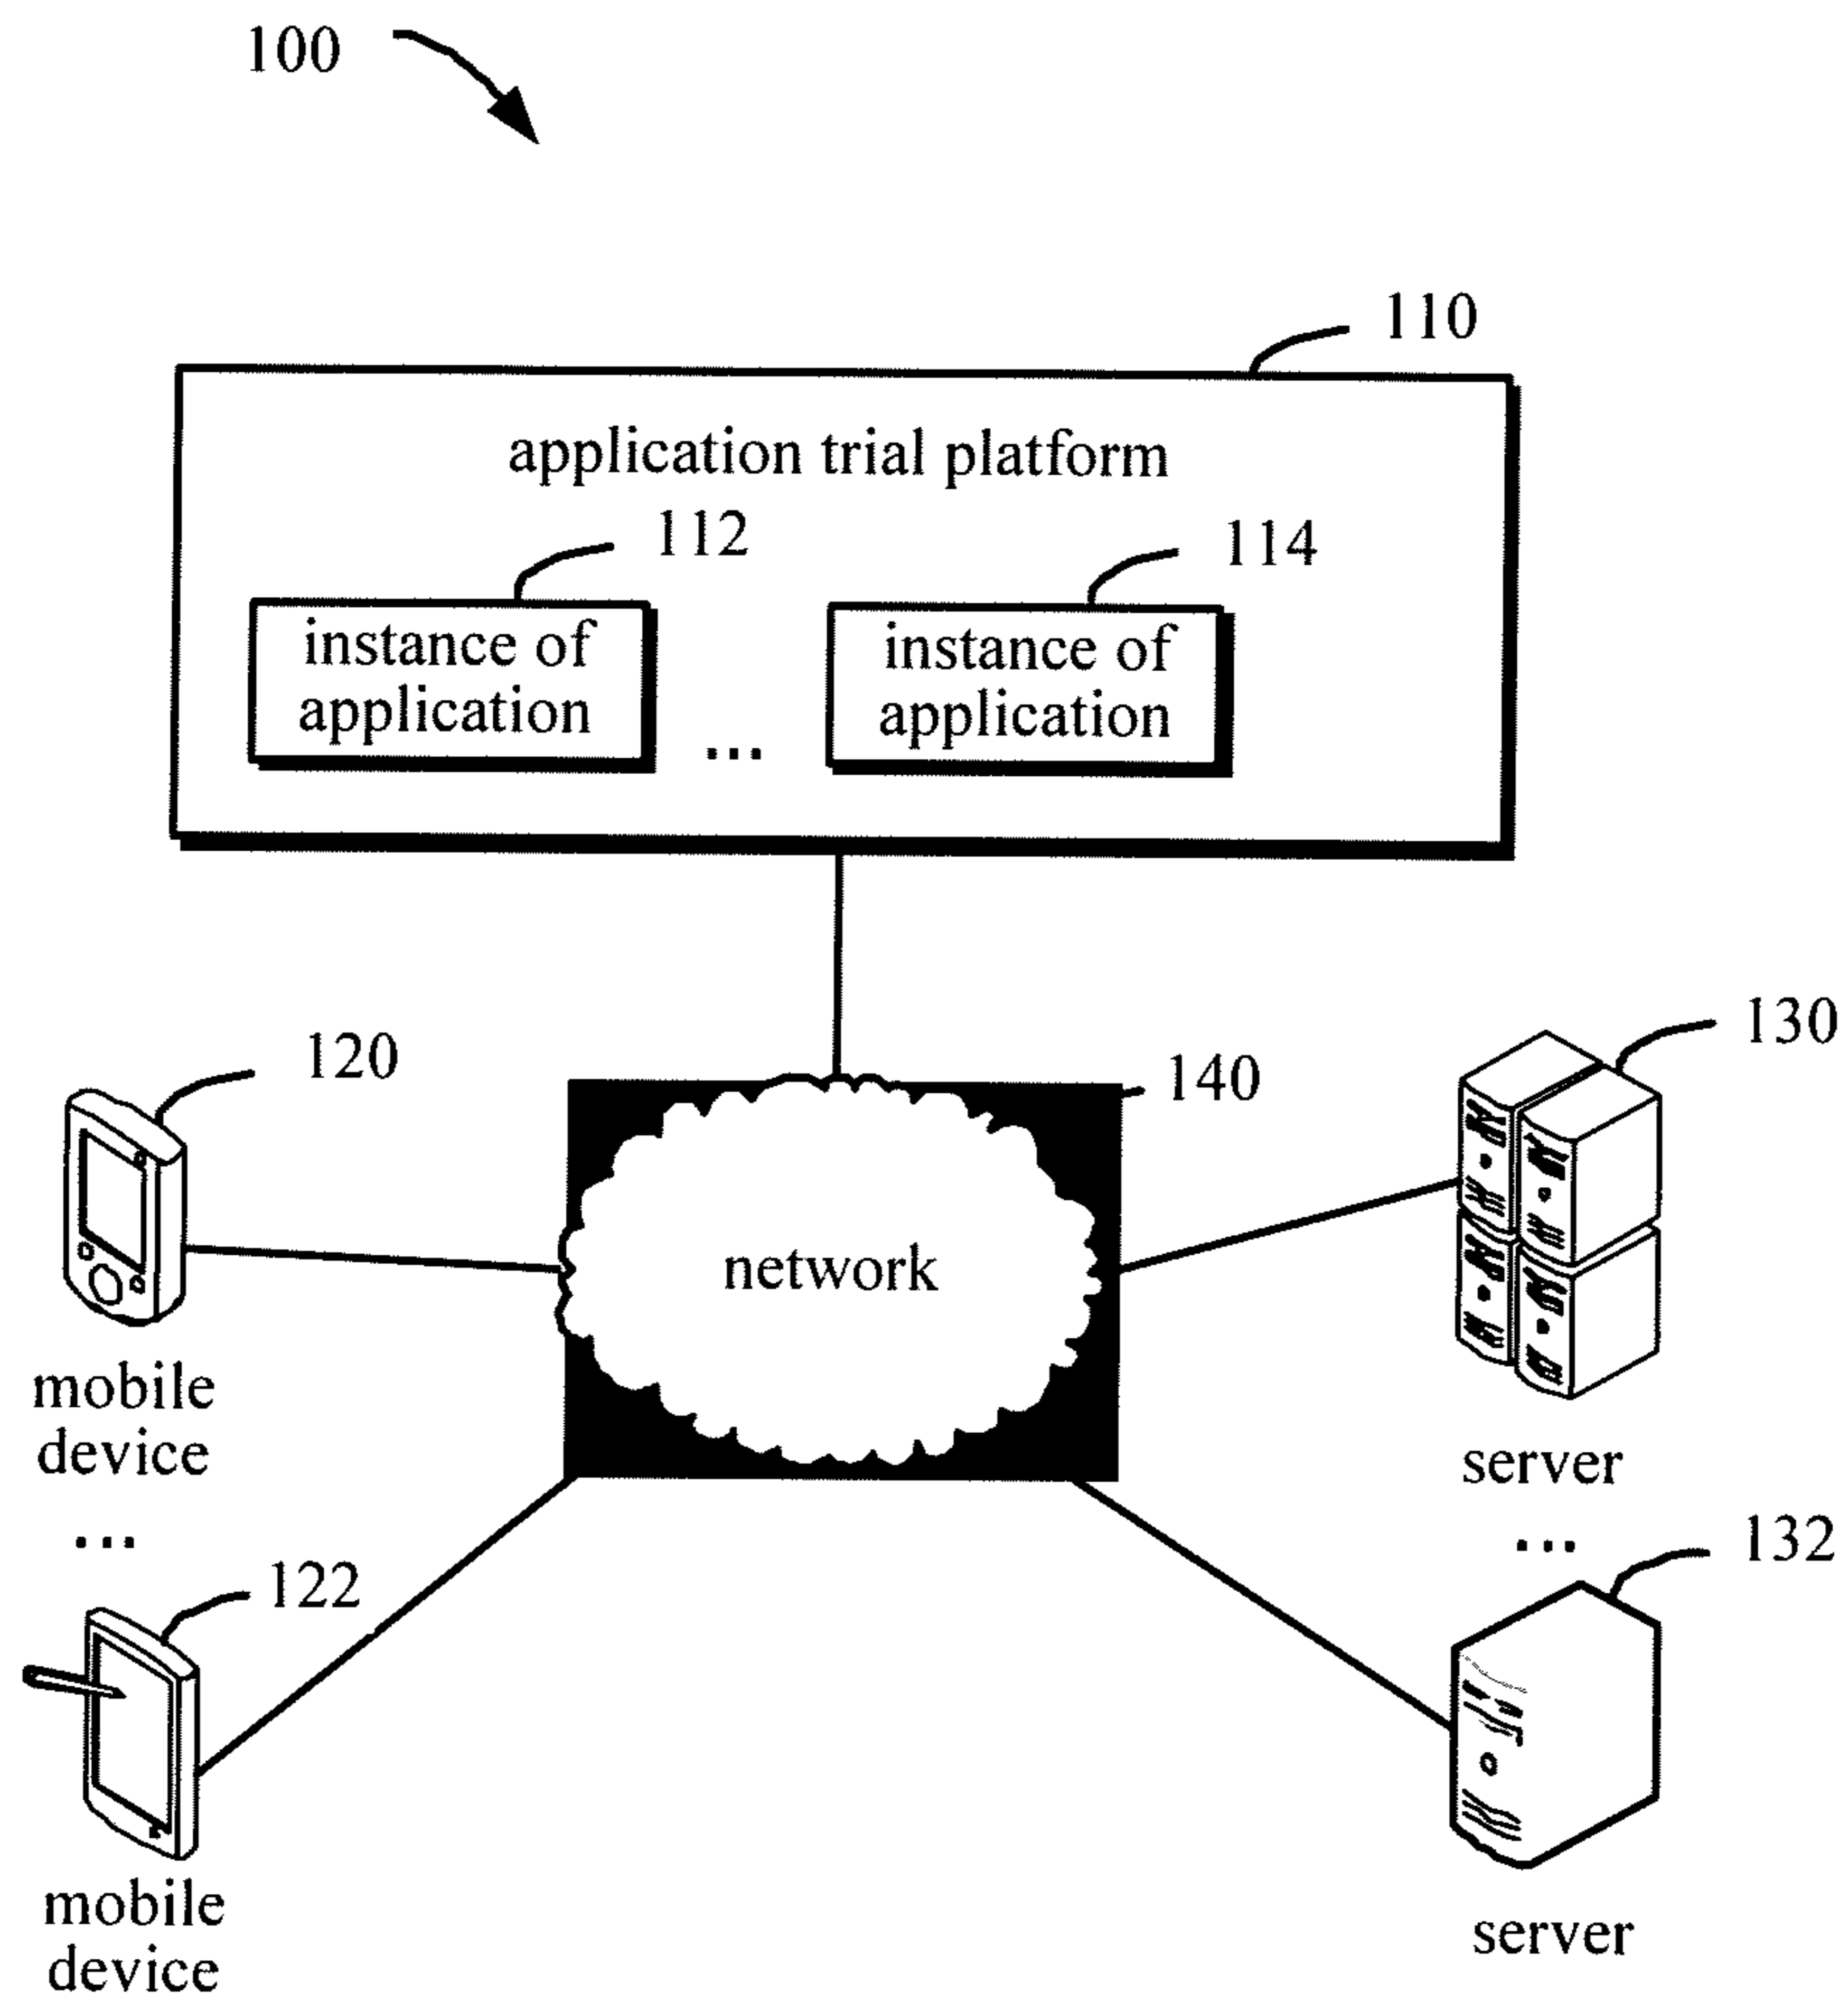 100
110
application trial platform
112
114
instance of
application
...
instance of
application
120
140
130
network
mobile
device
server
...
...
122
132
mobile
device
server